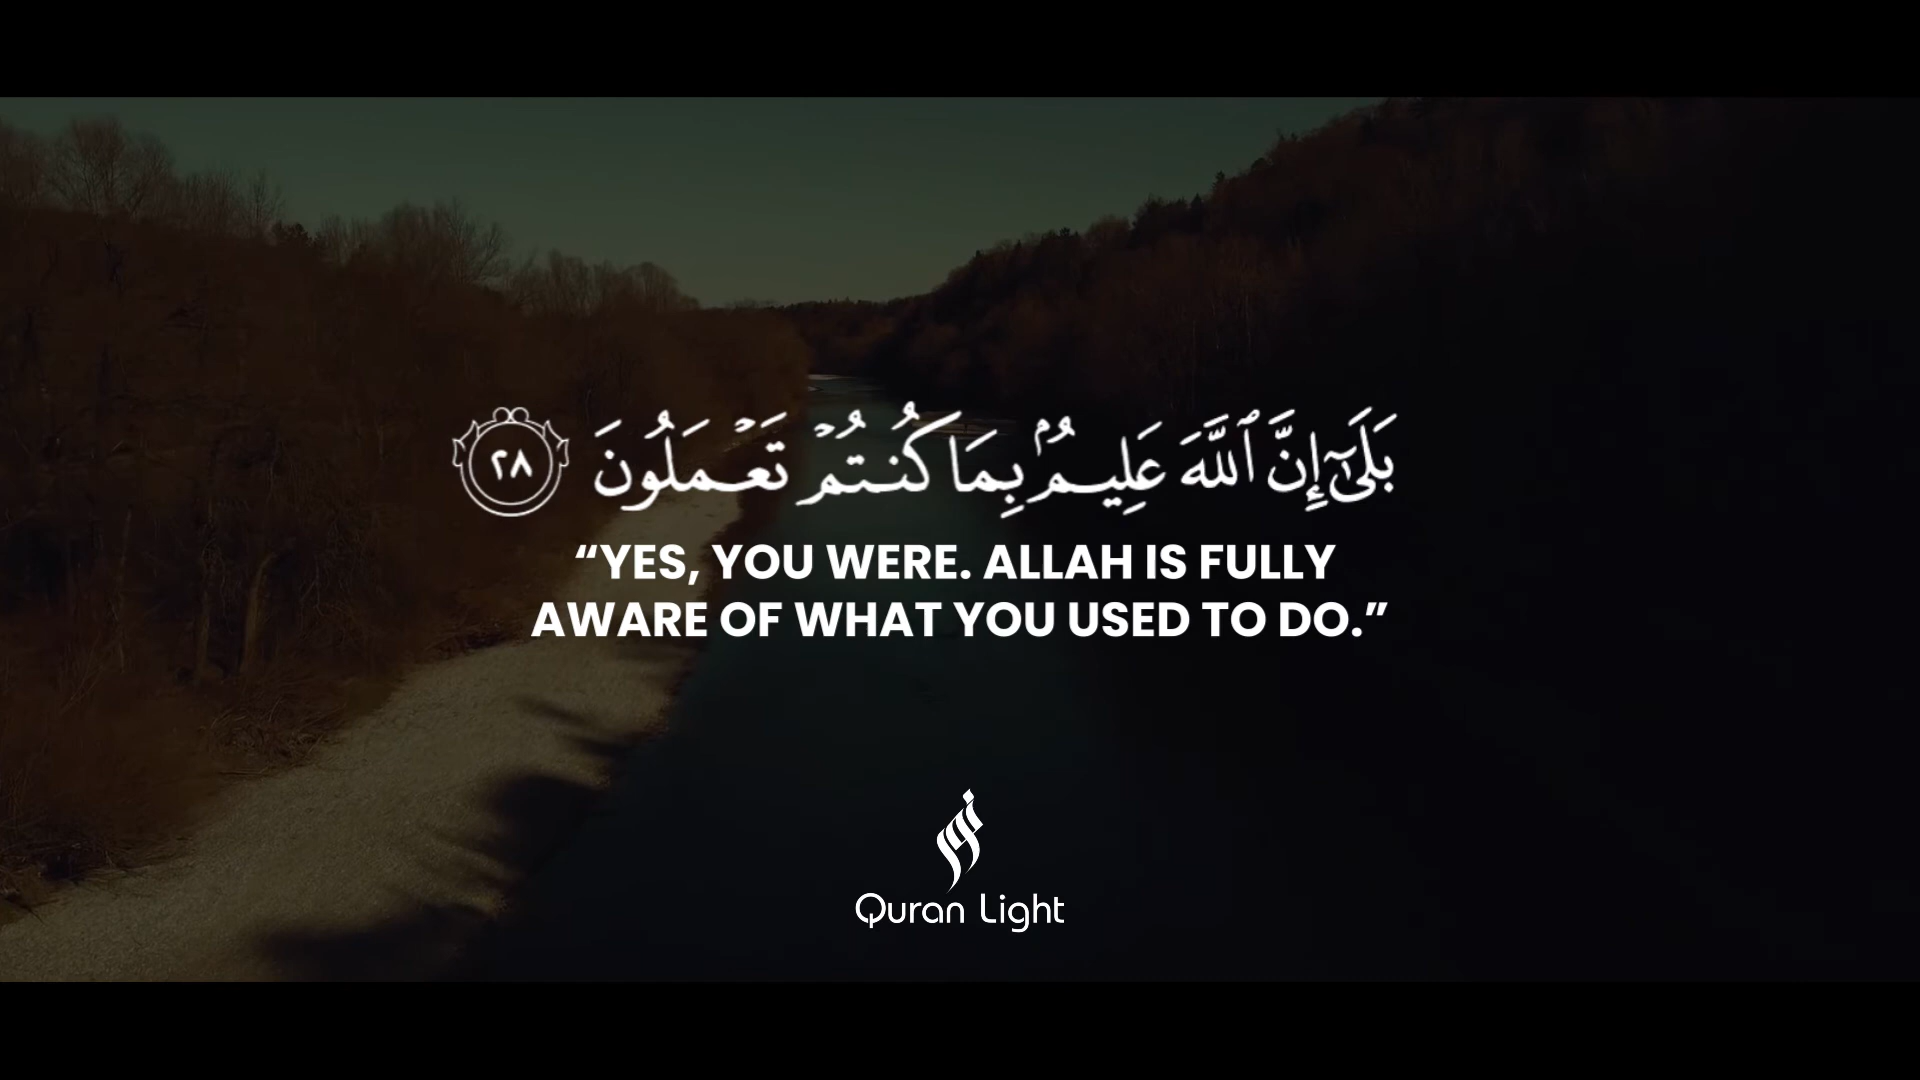 بَلَىٰٓ إِنَّ ٱللَّهَ عَلِيمُۢ بِمَا كُنتُمۡ تَعۡمَلُونَ ٢٨
“YES, YOU WERE. ALLAH IS FULLY
AWARE OF WHAT YOU USED TO DO.”
Quran Light